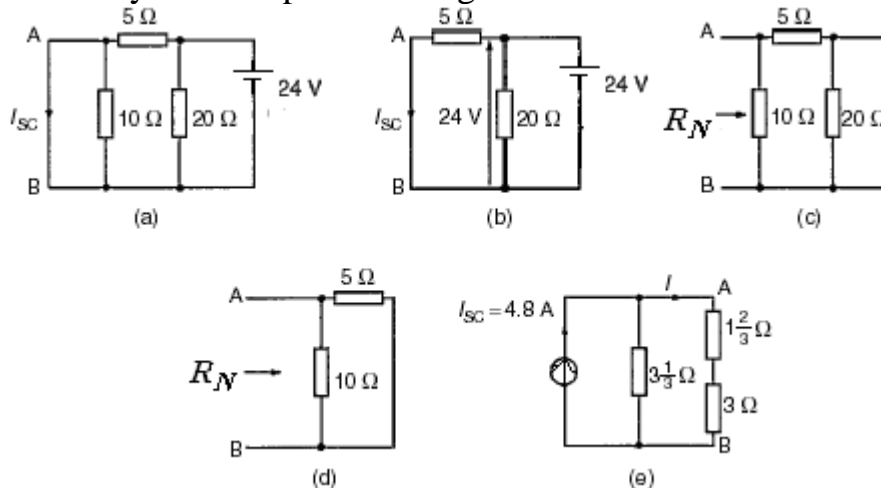 5 Ω
A
24 V
I_SC
10 Ω
20 Ω
B
(a)
5 Ω
A
24 V
I_SC
24 V
20 Ω
B
(b)
5 Ω
A
R_N
10 Ω
20 Ω
B
(c)
5 Ω
A
R_N
10 Ω
B
(d)
I
A
I_SC = 4.8 A
1 2/3 Ω
3 1/3 Ω
3 Ω
B
(e)